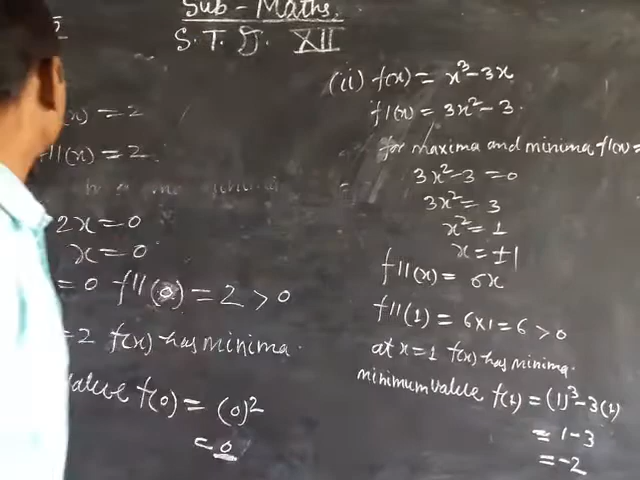 Sub - Maths.
S.T.D. XII
= 2
f''(x) = 2
2x = 0
x = 0
= 0 f''(0) = 2 > 0
= 2 f(x) has minima.
value f(0) = (0)²
= 0
(ii) f(x) = x³ - 3x
f'(x) = 3x² - 3.
for maxima and minima f'(x) =
3x² - 3 = 0
3x² = 3
x² = 1
x = ±1
f''(x) = 6x
f''(1) = 6×1 = 6 > 0
at x = 1 f(x) has minima.
minimum value f(1) = (1)³ - 3(1)
= 1 - 3
= -2